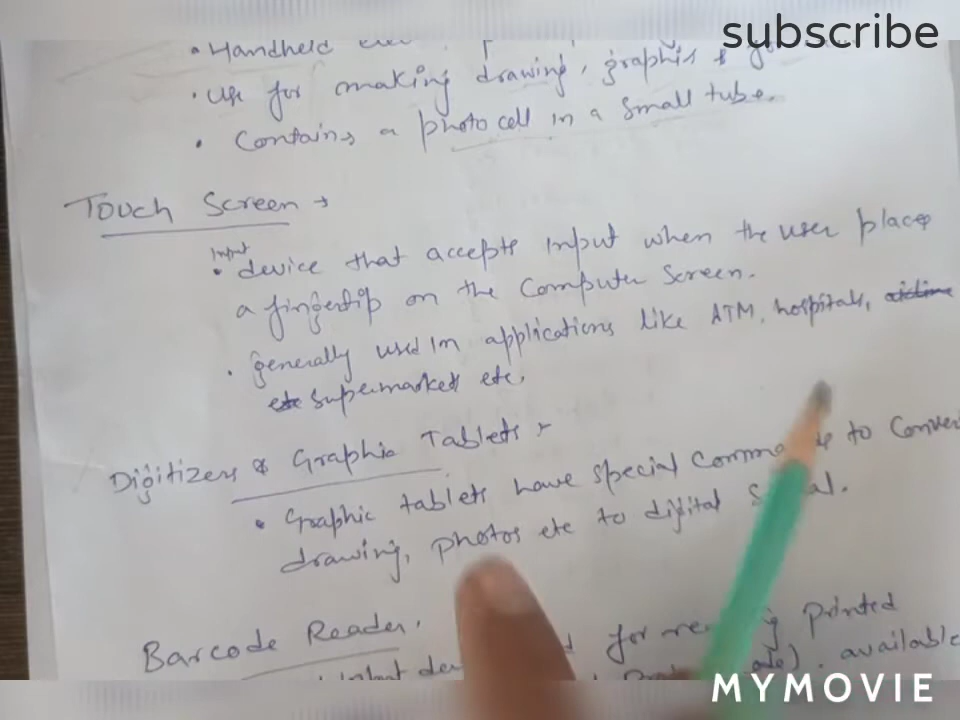 subscribe
• Handheld
• Use for making drawing, graphics &
• Contains a photo cell in a small tube.
Touch Screen →
Input
• device that accepts input when the user places
a fingertip on the Computer Screen.
• generally used in applications like ATM, hospitals,
supermarkets etc.
Digitizers & Graphic Tablets
• Graphic tablets have special to
drawing, photos etc to digital
Barcode Reader.
for printed
available
MYMOVIE